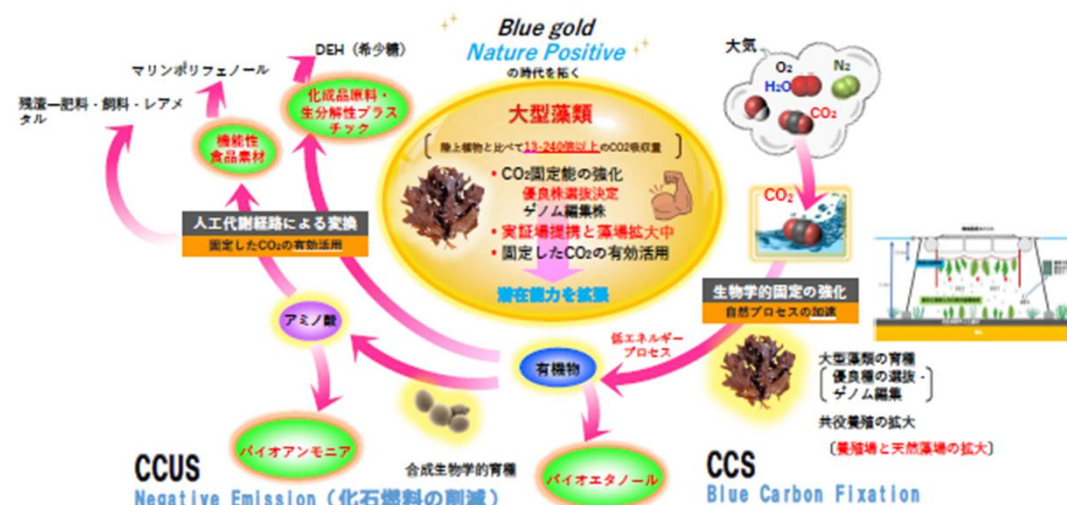 Blue gold
Nature Positive
の時代を拓く
DEH（希少糖）
マリンポリフェノール
残渣―肥料・飼料・レアメ
タル
化成品原料・
生分解性プラス
チック
機能性
食品素材
大型藻類
陸上植物と比べて13-240倍以上のCO2吸収量
・CO₂固定能の強化
優良株選抜決定
ゲノム編集株
・実証場提携と藻場拡大中
・固定したCO₂の有効活用
潜在能力を拡張
大気
O₂
N₂
H₂O
CO₂
CO₂
人工代謝経路による変換
固定したCO₂の有効活用
生物学的固定の強化
自然プロセスの加速
アミノ酸
低エネルギー
プロセス
有機物
大型藻類の育種
優良種の選抜・
ゲノム編集
共役養殖の拡大
〔養殖場と天然藻場の拡大〕
バイオアンモニア
合成生物学的育種
バイオエタノール
CCUS
Negative Emission（化石燃料の削減）
CCS
Blue Carbon Fixation